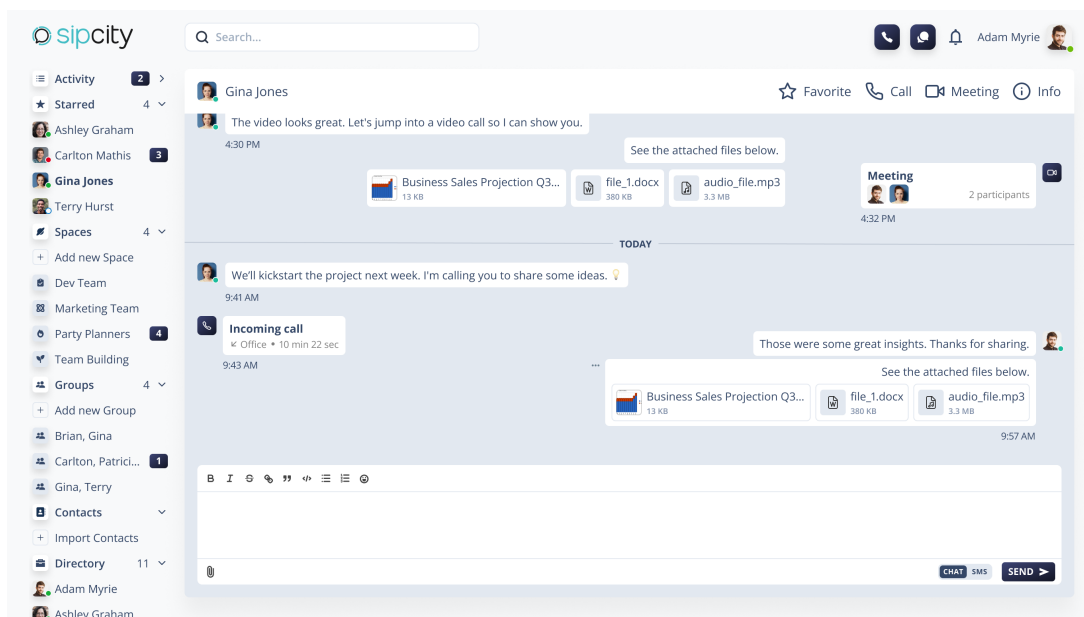 sipcity
Search...
Adam Myrie
Activity 2
Starred 4
Ashley Graham
Carlton Mathis 3
Gina Jones
Terry Hurst
Spaces 4
Add new Space
Dev Team
Marketing Team
Party Planners 4
Team Building
Groups 4
Add new Group
Brian, Gina
Carlton, Patrici... 1
Gina, Terry
Contacts
Import Contacts
Directory 11
Adam Myrie
Ashley Graham
Gina Jones
Favorite Call Meeting Info
The video looks great. Let's jump into a video call so I can show you.
4:30 PM
See the attached files below.
Business Sales Projection Q3...
13 KB
file_1.docx
380 KB
audio_file.mp3
3.3 MB
Meeting
2 participants
4:32 PM
TODAY
We'll kickstart the project next week. I'm calling you to share some ideas. 💡
9:41 AM
Incoming call
Office • 10 min 22 sec
9:43 AM
Those were some great insights. Thanks for sharing.
See the attached files below.
Business Sales Projection Q3...
13 KB
file_1.docx
380 KB
audio_file.mp3
3.3 MB
9:57 AM
B I S
CHAT SMS
SEND